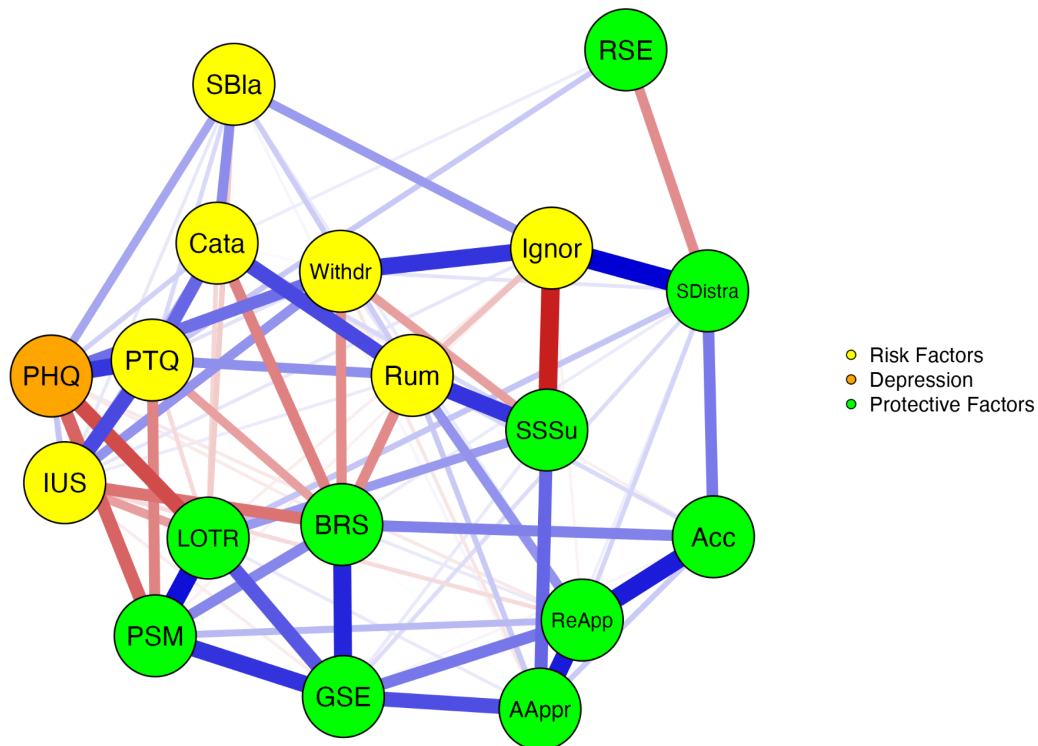 RSE
SBla
Cata
Withdr
Ignor
SDistra
PHQ
PTQ
Rum
Risk Factors
Depression
Protective Factors
SSSu
IUS
LOTR
BRS
Acc
PSM
ReApp
GSE
AAppr